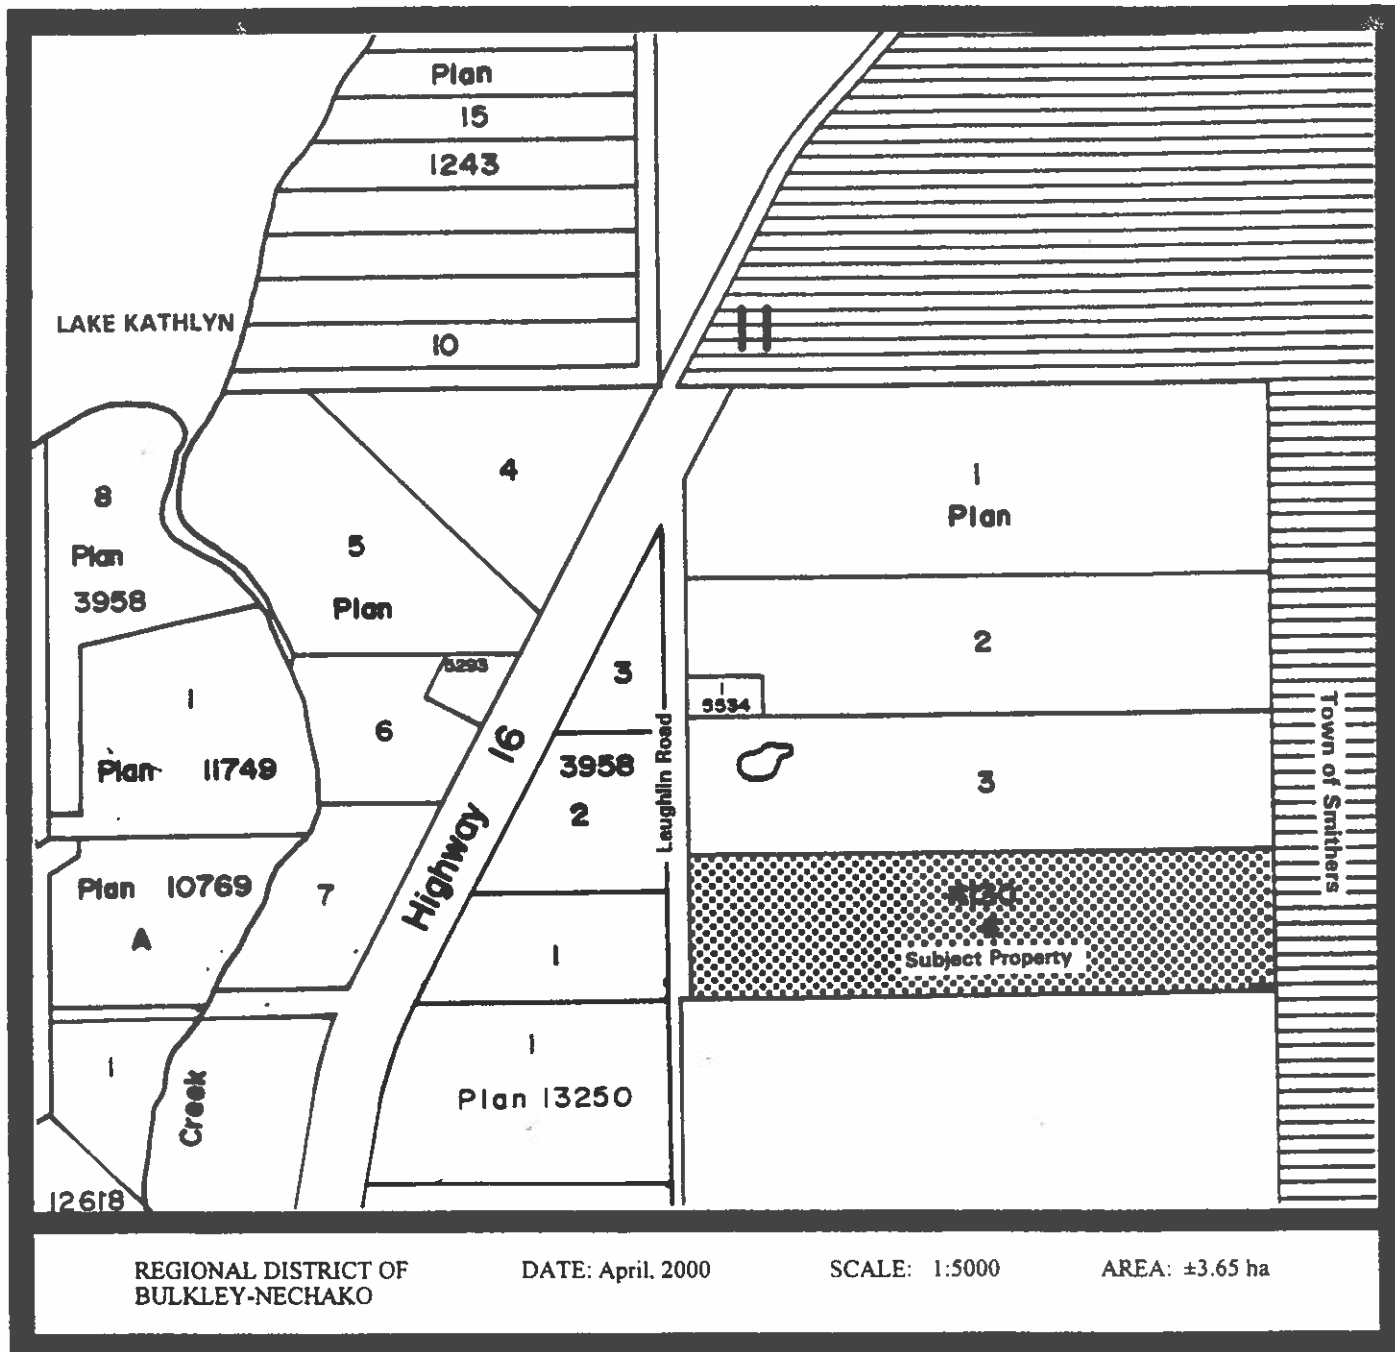 Plan
15
1243
LAKE KATHLYN
10
4
8
Plan
3958
5
Plan
1
Plan
2
3
5293
1
5534
1
Plan 11749
6
Highway 16
3958
2
Laughlin Road
3
Town of Smithers
Plan 10769
A
7
1
4
Subject Property
1
Plan 13250
1
Creek
12618
REGIONAL DISTRICT OF
BULKLEY-NECHAKO
DATE: April, 2000
SCALE: 1:5000
AREA: ±3.65 ha